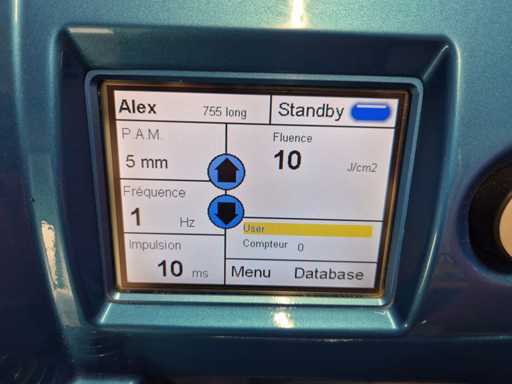 Alex 755 long Standby
P.A.M.
5 mm
Fluence
10 J/cm2
Fréquence
1 Hz
User
Compteur 0
Impulsion
10 ms
Menu Database